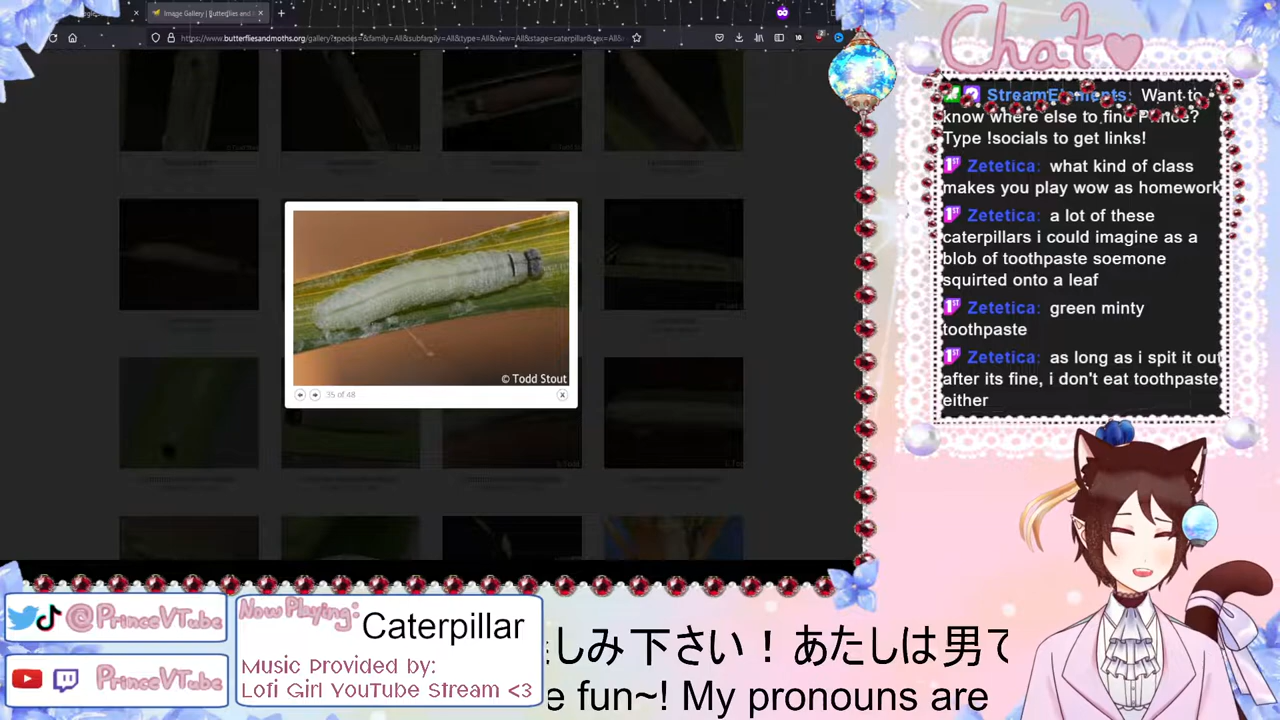 Image Gallery | Butterflies and
https://www.butterfliesandmoths.org/gallery?species=&family=All&subfamily=All&type=All&view=All&stage=caterpillar&sex=All&
© Todd Stout
35 of 48
Chat
StreamElements: Want to
know where else to find Prince?
Type !socials to get links!
Zetetica: what kind of class
makes you play wow as homework
Zetetica: a lot of these
caterpillars i could imagine as a
blob of toothpaste soemone
squirted onto a leaf
Zetetica: green minty
toothpaste
Zetetica: as long as i spit it out
after its fine, i don't eat toothpaste
either
@PrinceVTube
PrinceVTube
Now Playing:
Caterpillar
Music Provided by:
Lofi Girl YouTube Stream <3
しみ下さい！あたしは男で
e fun~! My pronouns are